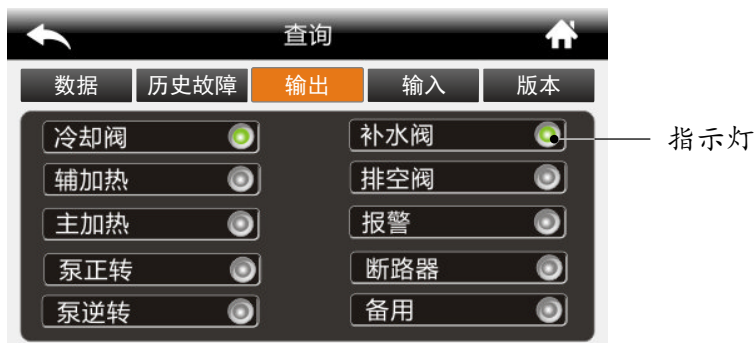 查询
数据 历史故障 输出 输入 版本
冷却阀 补水阀 指示灯
辅加热 排空阀
主加热 报警
泵正转 断路器
泵逆转 备用